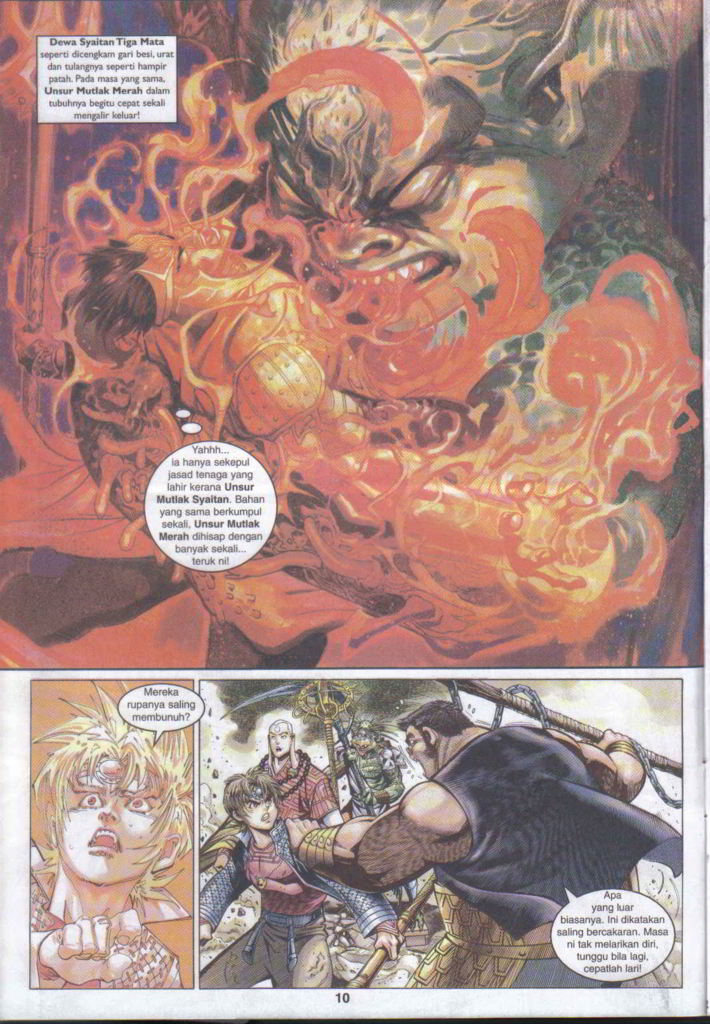 Dewa Syaitan Tiga Mata
seperti dicengkam gari besi, urat
dan tulangnya seperti hampir
patah. Pada masa yang sama,
Unsur Mutlak Merah dalam
tubuhnya begitu cepat sekali
mengalir keluar!
Yahhh...
ia hanya sekepul
jasad tenaga yang
lahir kerana Unsur
Mutlak Syaitan. Bahan
yang sama berkumpul
sekali, Unsur Mutlak
Merah dihisap dengan
banyak sekali...
teruk ni!
Mereka
rupanya saling
membunuh?
Apa
yang luar
biasanya. Ini dikatakan
saling bercakaran. Masa
ni tak melarikan diri,
tunggu bila lagi,
cepatlah lari!
10